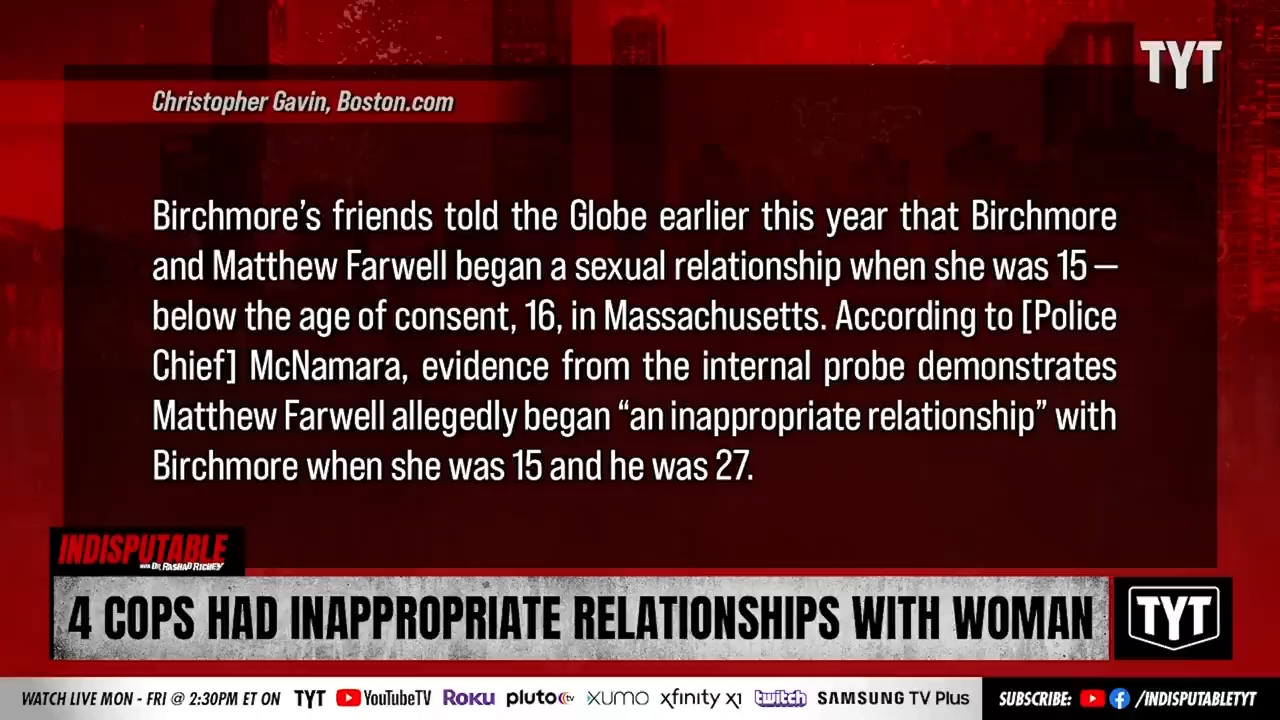 TYT
Christopher Gavin, Boston.com
Birchmore’s friends told the Globe earlier this year that Birchmore
and Matthew Farwell began a sexual relationship when she was 15 —
below the age of consent, 16, in Massachusetts. According to [Police
Chief] McNamara, evidence from the internal probe demonstrates
Matthew Farwell allegedly began “an inappropriate relationship” with
Birchmore when she was 15 and he was 27.
INDISPUTABLE
WITH DR. RASHAD RICHEY
4 COPS HAD INAPPROPRIATE RELATIONSHIPS WITH WOMAN
TYT
WATCH LIVE MON - FRI @ 2:30PM ET ON TYT YouTubeTV ROKU pluto tv xumo xfinity x1 twitch SAMSUNG TV Plus SUBSCRIBE: /INDISPUTABLETYT